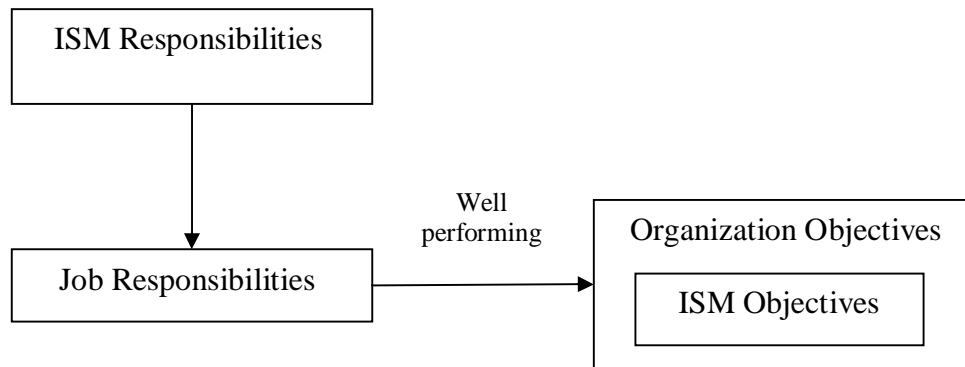 ISM Responsibilities
Job Responsibilities
Well
performing
Organization Objectives
ISM Objectives